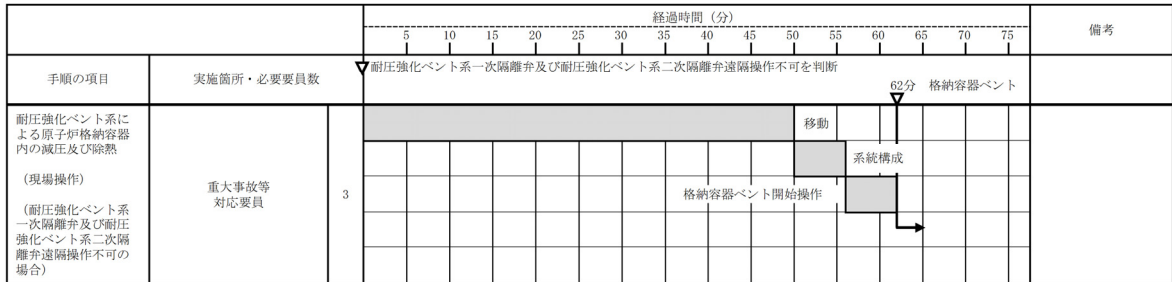 経過時間（分）
備考
5 10 15 20 25 30 35 40 45 50 55 60 65 70 75
手順の項目
実施箇所・必要要員数
耐圧強化ベント系一次隔離弁及び耐圧強化ベント系二次隔離弁遠隔操作不可を判断
62分 格納容器ベント
耐圧強化ベント系に
よる原子炉格納容器
内の減圧及び除熱
（現場操作）
（耐圧強化ベント系
一次隔離弁及び耐圧
強化ベント系二次隔
離弁遠隔操作不可の
場合）
重大事故等
対応要員
3
移動
系統構成
格納容器ベント開始操作